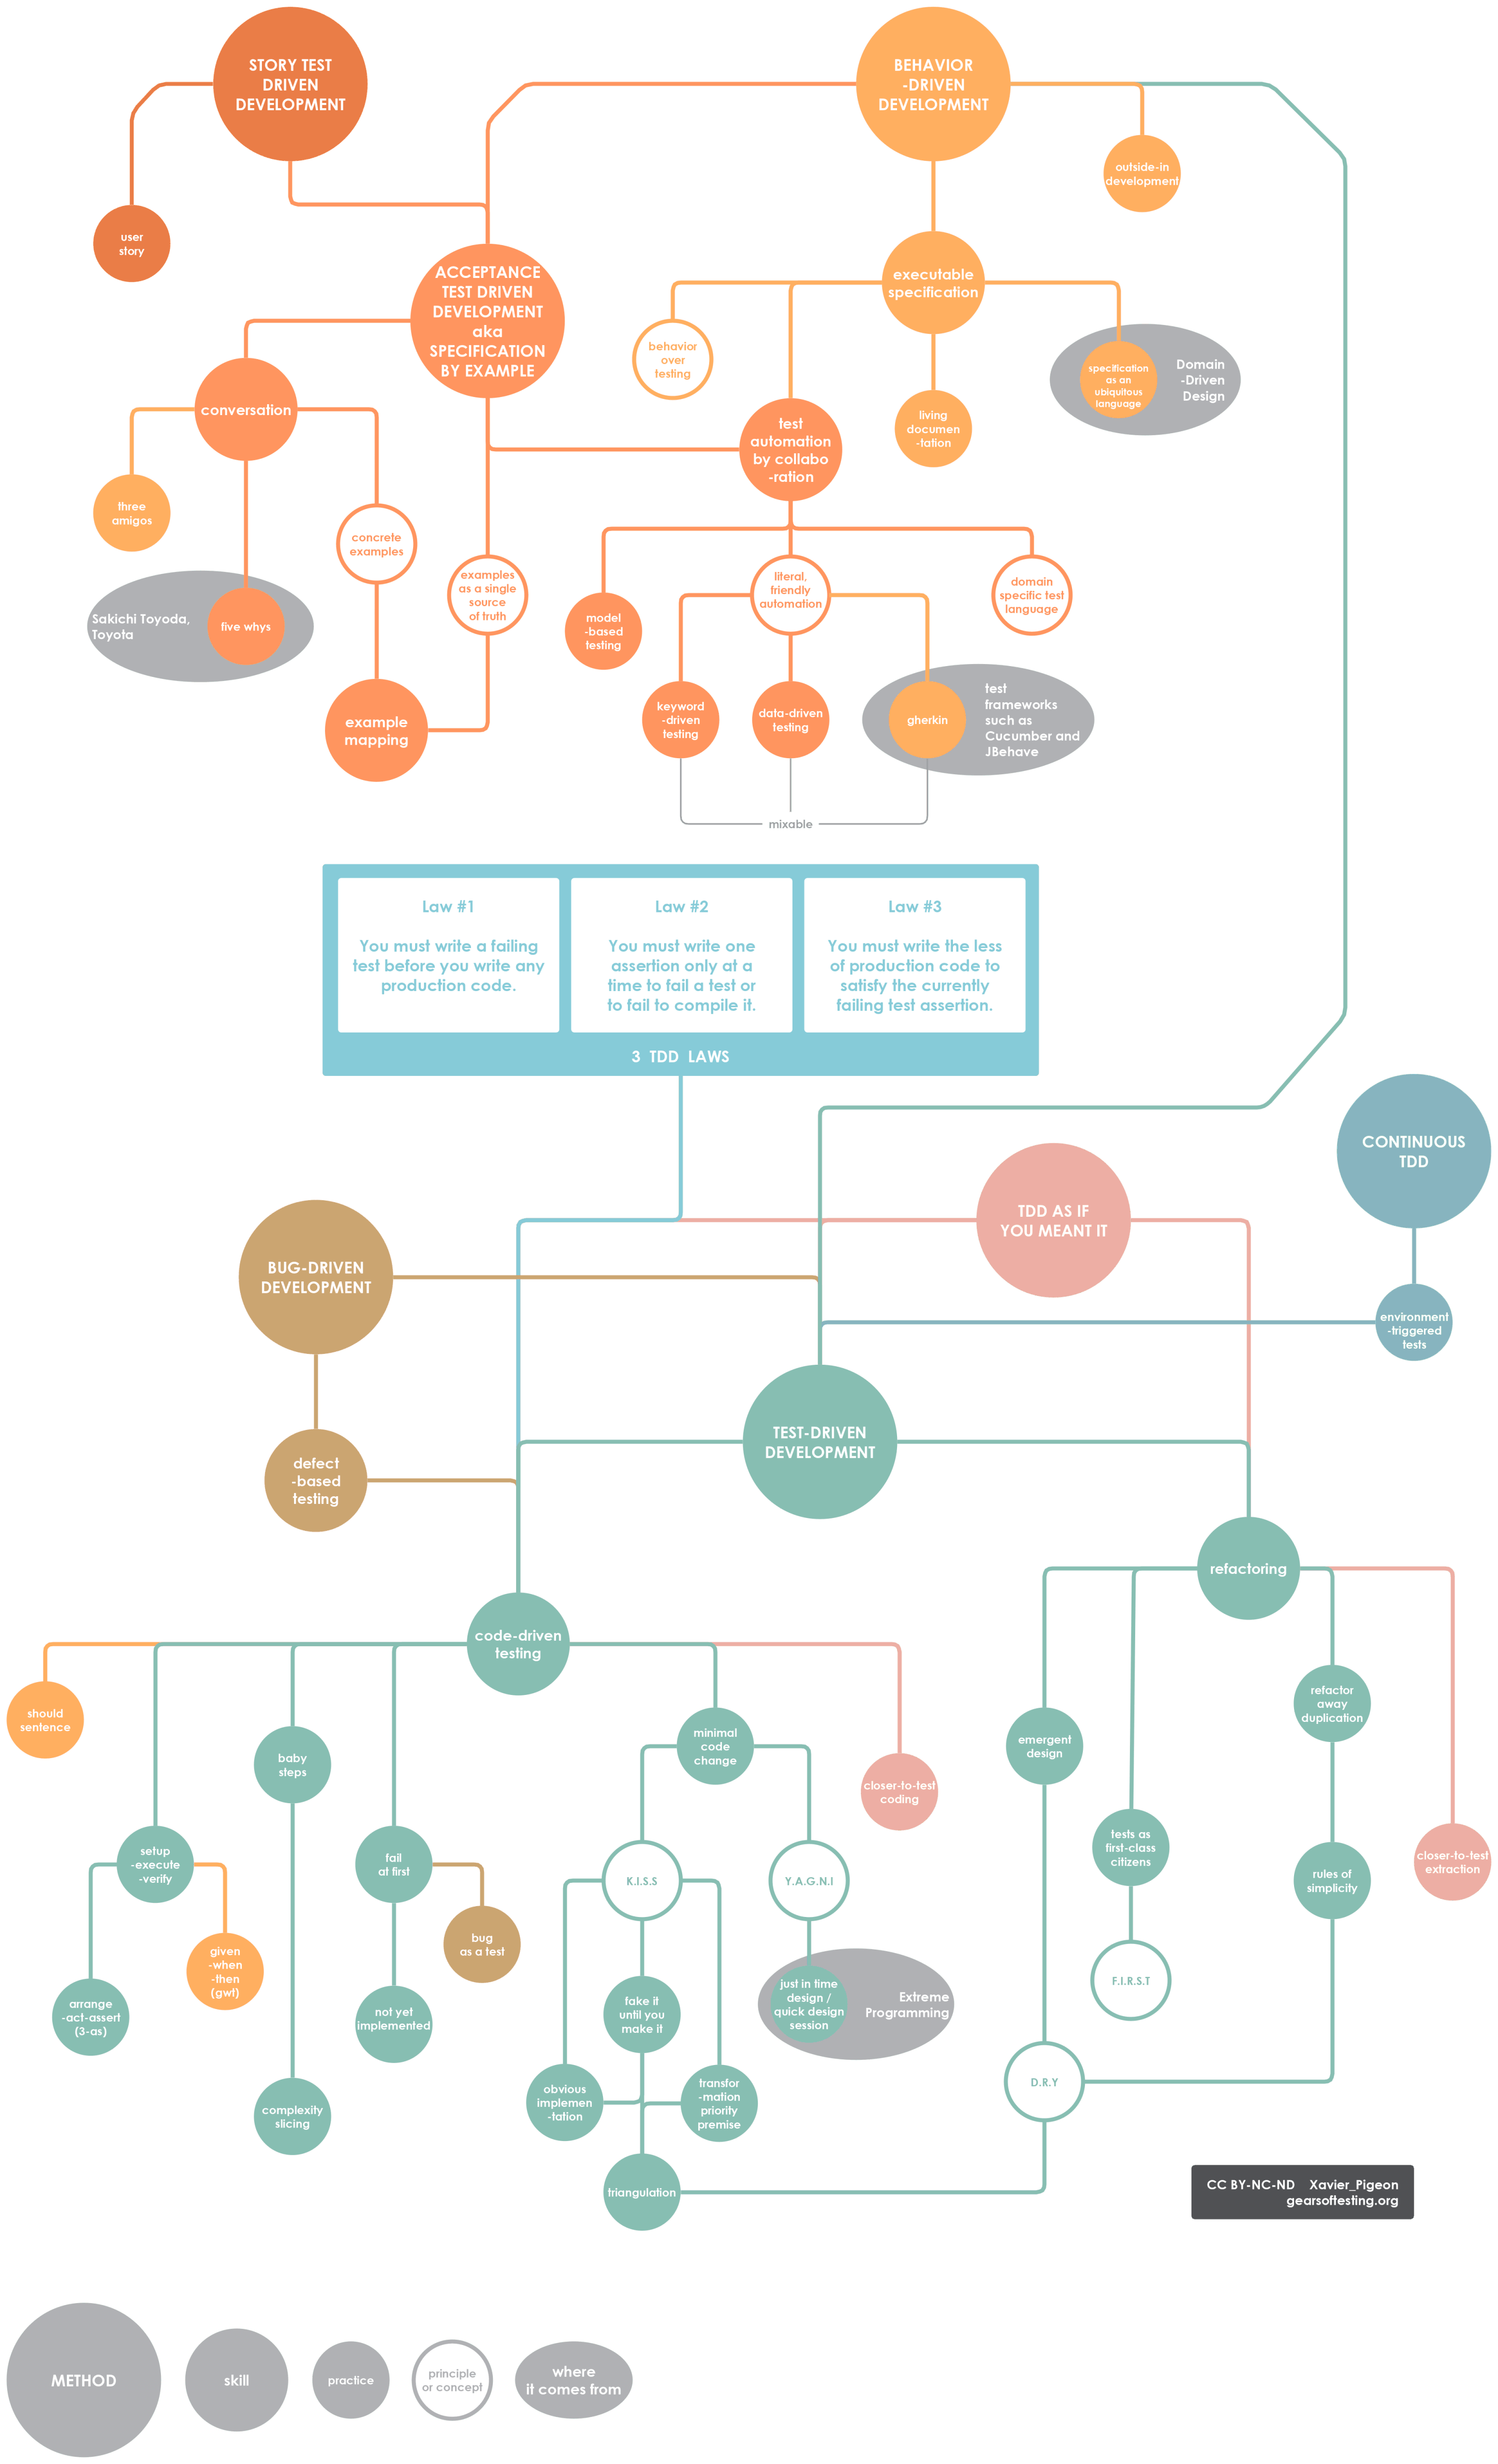 STORY TEST
DRIVEN
DEVELOPMENT
BEHAVIOR
-DRIVEN
DEVELOPMENT
outside-in
development
user
story
ACCEPTANCE
TEST DRIVEN
DEVELOPMENT
aka
SPECIFICATION
BY EXAMPLE
executable
specification
behavior
over
testing
specification
as an
ubiquitous
language
Domain
-Driven
Design
conversation
living
documen
-tation
test
automation
by collabo
-ration
three
amigos
concrete
examples
examples
as a single
source
of truth
literal,
friendly
automation
domain
specific test
language
model
-based
testing
Sakichi Toyoda,
Toyota
five whys
example
mapping
keyword
-driven
testing
data-driven
testing
gherkin
test
frameworks
such as
Cucumber and
JBehave
mixable
Law #1
You must write a failing
test before you write any
production code.
Law #2
You must write one
assertion only at a
time to fail a test or
to fail to compile it.
Law #3
You must write the less
of production code to
satisfy the currently
failing test assertion.
3 TDD LAWS
CONTINUOUS
TDD
TDD AS IF
YOU MEANT IT
BUG-DRIVEN
DEVELOPMENT
environment
-triggered
tests
TEST-DRIVEN
DEVELOPMENT
defect
-based
testing
refactoring
code-driven
testing
should
sentence
baby
steps
minimal
code
change
closer-to-test
coding
emergent
design
refactor
away
duplication
setup
-execute
-verify
fail
at first
K.I.S.S
Y.A.G.N.I
tests as
first-class
citizens
rules of
simplicity
closer-to-test
extraction
bug
as a test
given
-when
-then
(gwt)
arrange
-act-assert
(3-as)
not yet
implemented
fake it
until you
make it
just in time
design /
quick design
session
Extreme
Programming
F.I.R.S.T
complexity
slicing
obvious
implemen
-tation
transfor
-mation
priority
premise
D.R.Y
triangulation
CC BY-NC-ND Xavier_Pigeon
gearsoftesting.org
METHOD
skill
practice
principle
or concept
where
it comes from